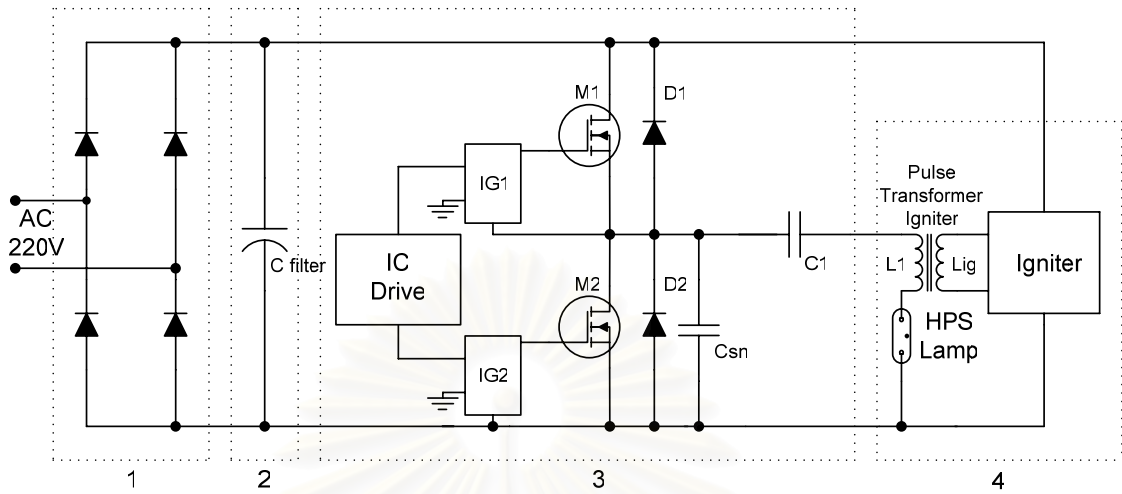 M1
D1
IG1
AC
220V
C filter
IC
Drive
C1
Pulse
Transformer
Igniter
L1
Lig
Igniter
M2
D2
Csn
HPS
Lamp
IG2
1
2
3
4